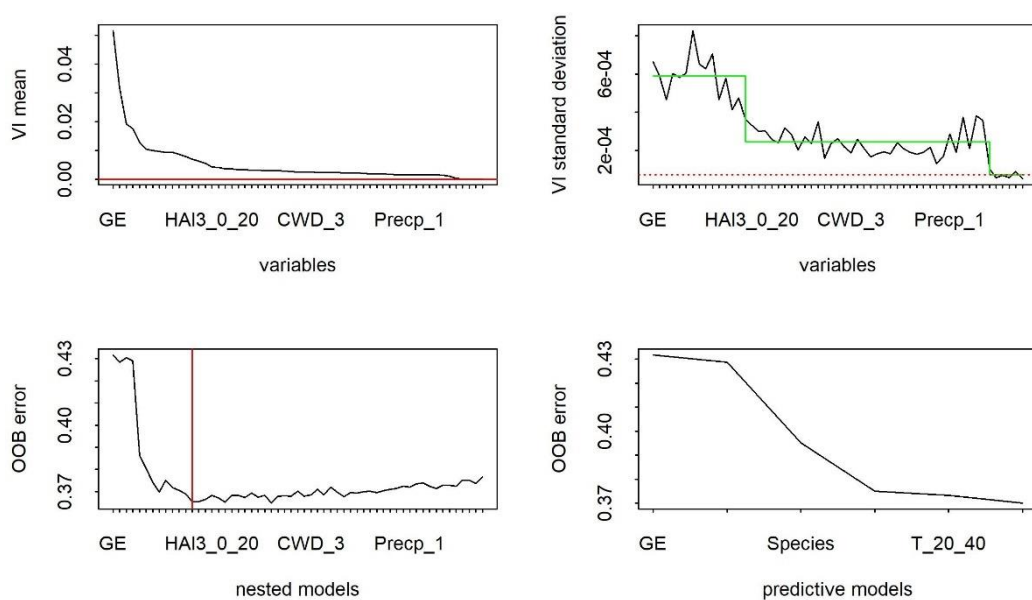 VI mean
0.00 0.02 0.04
GE HAI3_0_20 CWD_3 Precp_1
variables
VI standard deviation
2e-04 6e-04
GE HAI3_0_20 CWD_3 Precp_1
variables
OOB error
0.37 0.40 0.43
GE HAI3_0_20 CWD_3 Precp_1
nested models
OOB error
0.37 0.40 0.43
GE Species T_20_40
predictive models